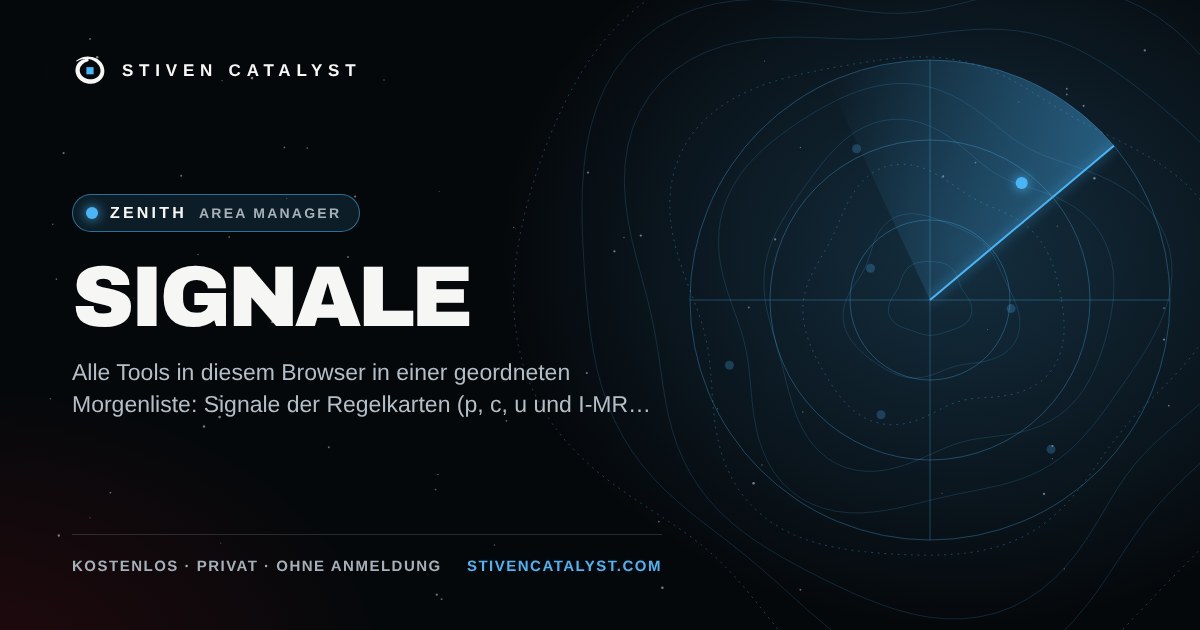 STIVEN CATALYST
ZENITH AREA MANAGER
SIGNALE
Alle Tools in diesem Browser in einer geordneten
Morgenliste: Signale der Regelkarten (p, c, u und I-MR…
KOSTENLOS · PRIVAT · OHNE ANMELDUNG STIVENCATALYST.COM